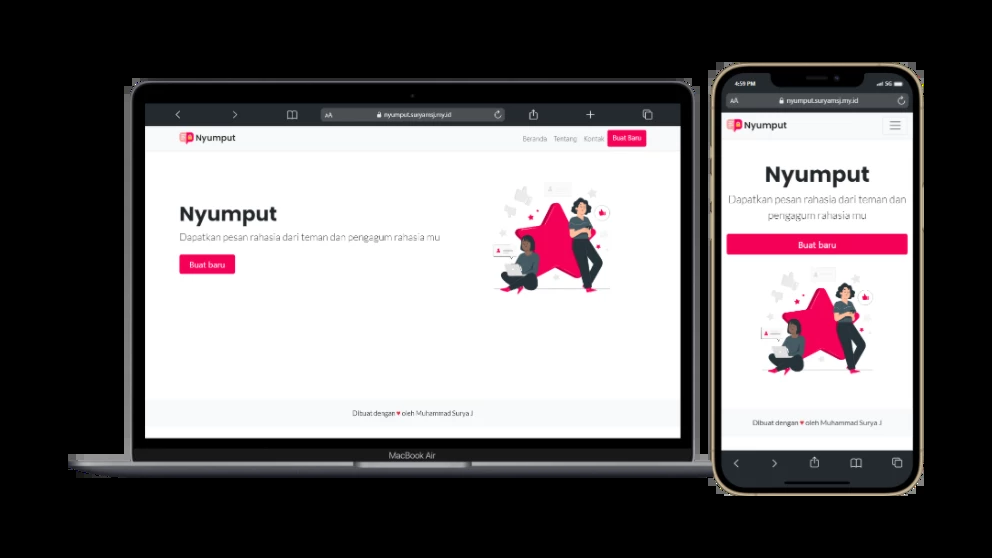 AA nyumput.suryamsj.my.id
Nyumput
Beranda Tentang Kontak Buat Baru
Nyumput
Dapatkan pesan rahasia dari teman dan pengagum rahasia mu
Buat baru
Dibuat dengan ♥ oleh Muhammad Surya J
MacBook Air
4:59 PM 5G
AA nyumput.suryamsj.my.id
Nyumput
Nyumput
Dapatkan pesan rahasia dari teman dan
pengagum rahasia mu
Buat baru
Dibuat dengan ♥ oleh Muhammad Surya J